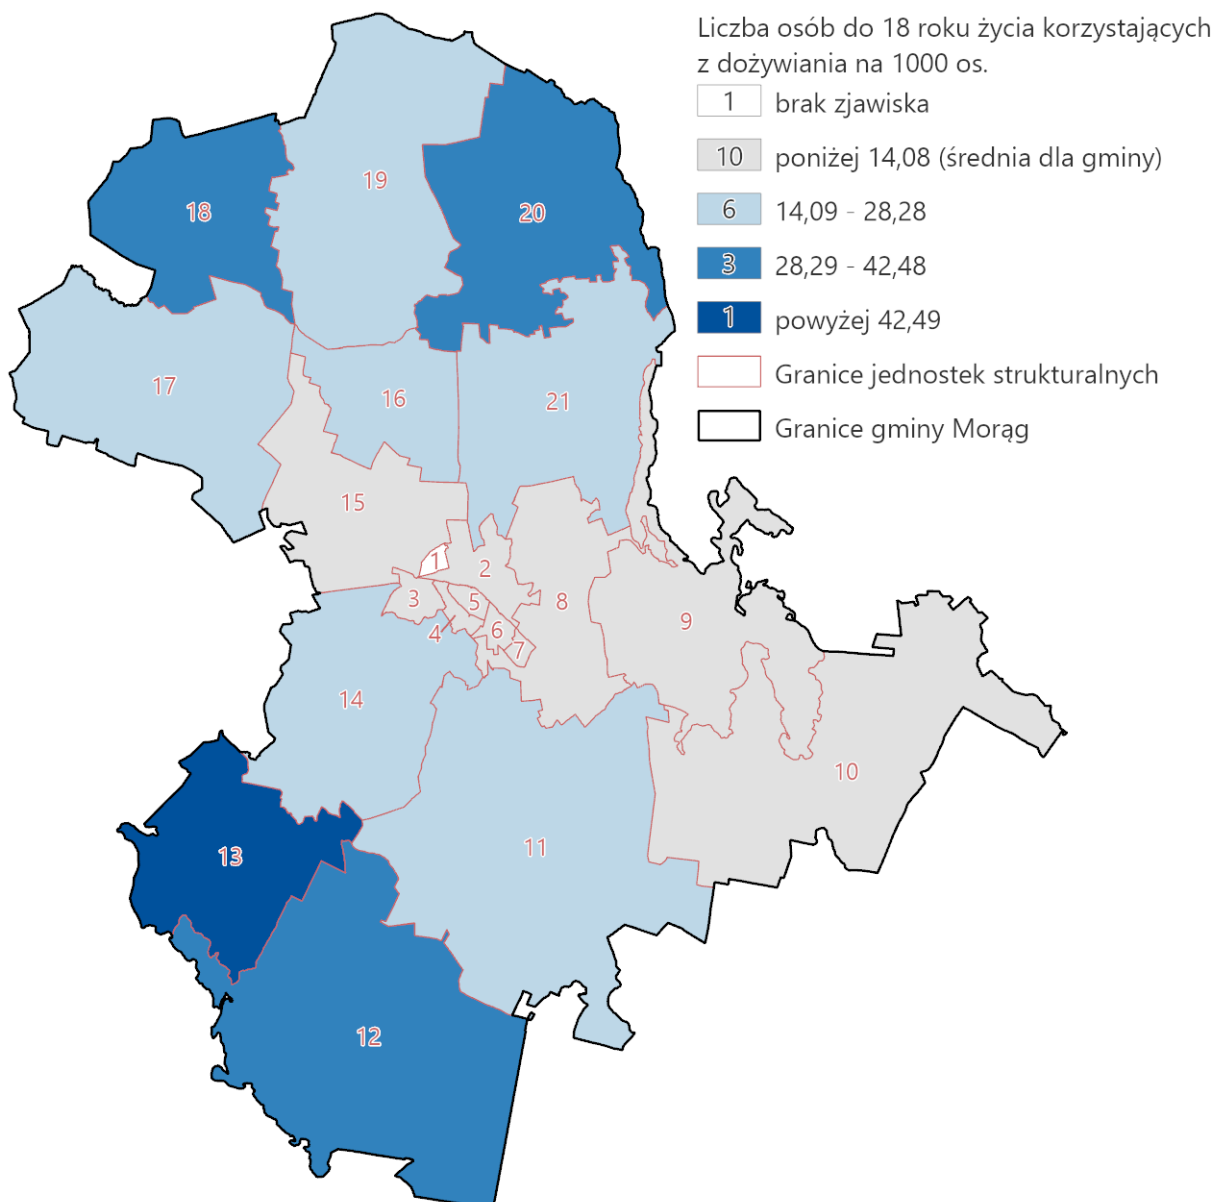 Liczba osób do 18 roku życia korzystających
z dożywiania na 1000 os.
1 brak zjawiska
10 poniżej 14,08 (średnia dla gminy)
6 14,09 - 28,28
3 28,29 - 42,48
1 powyżej 42,49
Granice jednostek strukturalnych
Granice gminy Morąg
19
18
20
17
16
21
15
1
2
3
5
8
4
6
7
9
14
10
13
11
12